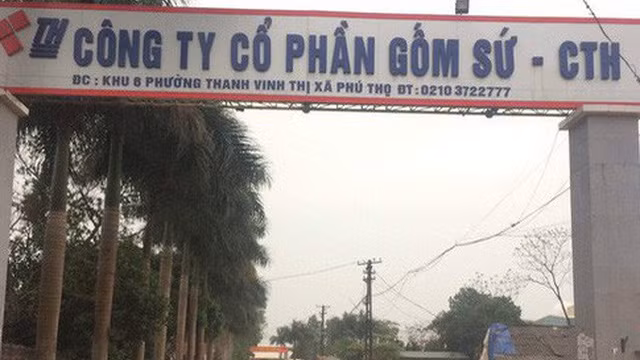 TH CÔNG TY CỔ PHẦN GỐM SỨ - CTH
ĐC : KHU 6 PHƯỜNG THANH VINH THỊ XÃ PHÚ THỌ ĐT : 0210 3722777